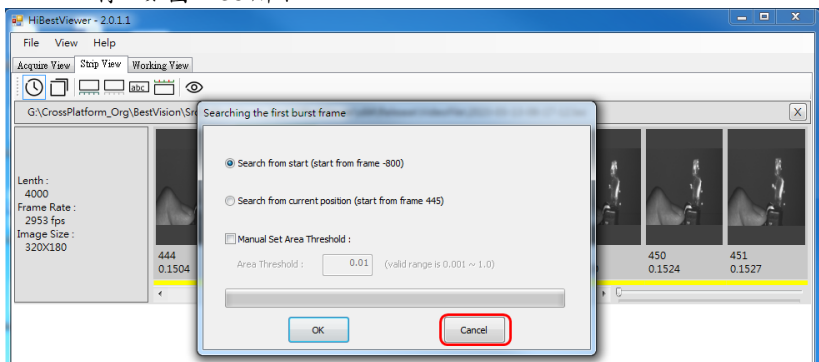 HiBestViewer - 2.0.1.1
File View Help
Acquire View Strip View Working View
abc
G:\CrossPlatform_Org\BestVision\Src
X
Searching the first burst frame
Search from start (start from frame -800)
Search from current position (start from frame 445)
Manual Set Area Threshold :
Area Threshold : 0.01 (valid range is 0.001 ~ 1.0)
OK Cancel
Lenth :
4000
Frame Rate :
2953 fps
Image Size :
320X180
444 450 451
0.1504 0.1524 0.1527